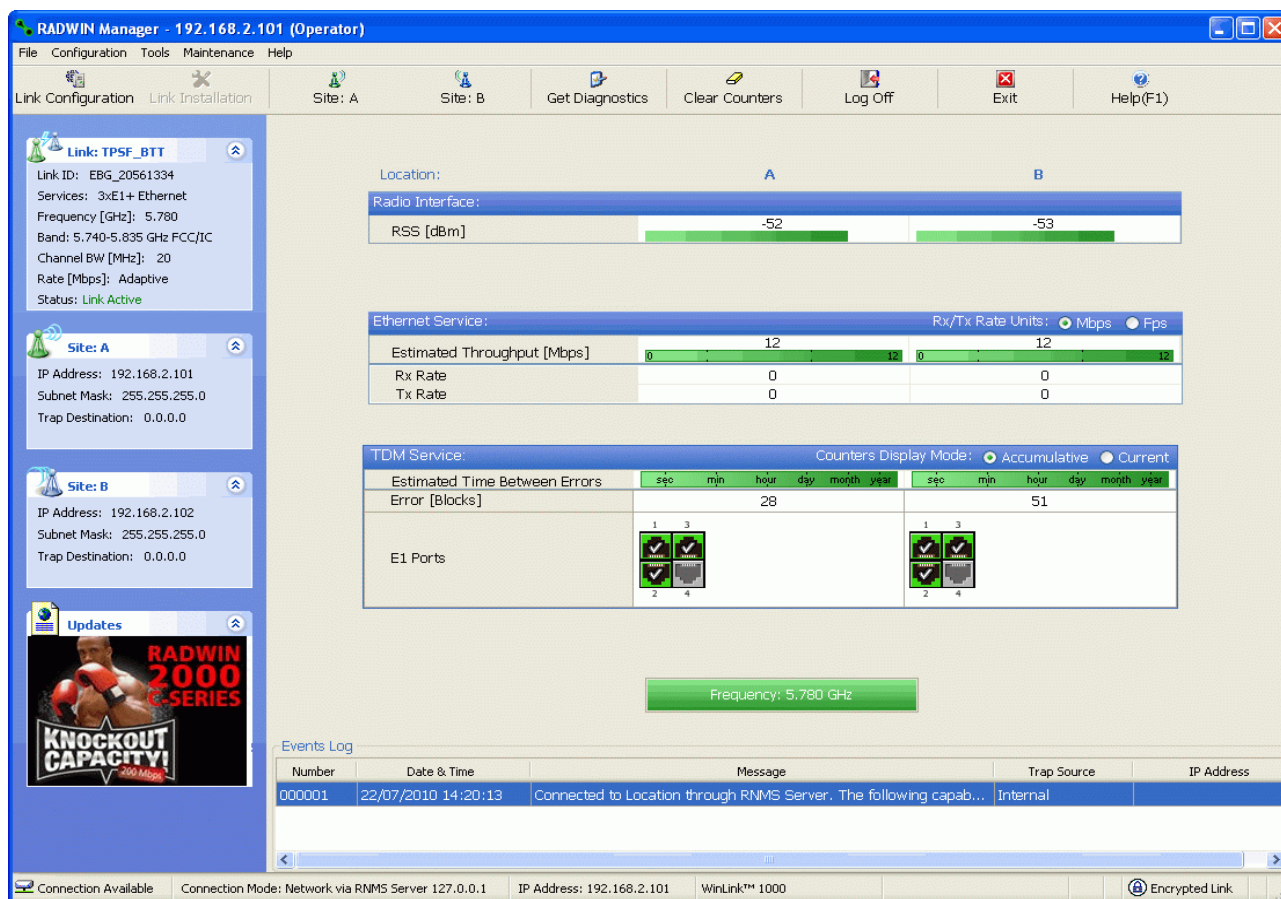 RADWIN Manager - 192.168.2.101 (Operator)
File Configuration Tools Maintenance Help
Link Configuration Link Installation Site: A Site: B Get Diagnostics Clear Counters Log Off Exit Help(F1)
Link: TPSF_BTT
Link ID: EBG_20561334
Services: 3xE1+ Ethernet
Frequency [GHz]: 5.780
Band: 5.740-5.835 GHz FCC/IC
Channel BW [MHz]: 20
Rate [Mbps]: Adaptive
Status: Link Active
Site: A
IP Address: 192.168.2.101
Subnet Mask: 255.255.255.0
Trap Destination: 0.0.0.0
Site: B
IP Address: 192.168.2.102
Subnet Mask: 255.255.255.0
Trap Destination: 0.0.0.0
Updates
RADWIN
2000
C-SERIES
KNOCKOUT
CAPACITY!
200 Mbps
Location: A B
Radio Interface:
RSS [dBm] -52 -53
Ethernet Service: Rx/Tx Rate Units: Mbps Fps
Estimated Throughput [Mbps] 12 12
0 12 0 12
Rx Rate 0 0
Tx Rate 0 0
TDM Service: Counters Display Mode: Accumulative Current
Estimated Time Between Errors sec min hour day month year sec min hour day month year
Error [Blocks] 28 51
1 3 1 3
E1 Ports
2 4 2 4
Frequency: 5.780 GHz
Events Log
Number Date & Time Message Trap Source IP Address
000001 22/07/2010 14:20:13 Connected to Location through RNMS Server. The following capab... Internal
Connection Available Connection Mode: Network via RNMS Server 127.0.0.1 IP Address: 192.168.2.101 WinLink™ 1000 Encrypted Link